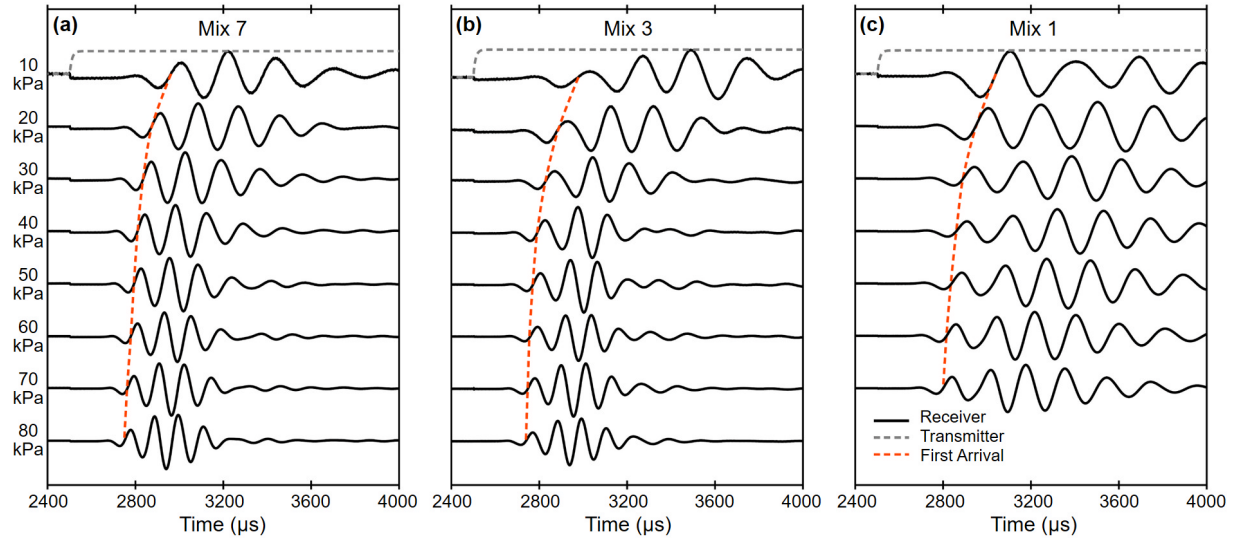 (a) Mix 7
(b) Mix 3
(c) Mix 1
10
kPa
20
kPa
30
kPa
40
kPa
50
kPa
60
kPa
70
kPa
80
kPa
Receiver
Transmitter
First Arrival
2400 2800 3200 3600 4000
2400 2800 3200 3600 4000
2400 2800 3200 3600 4000
Time (µs)
Time (µs)
Time (µs)